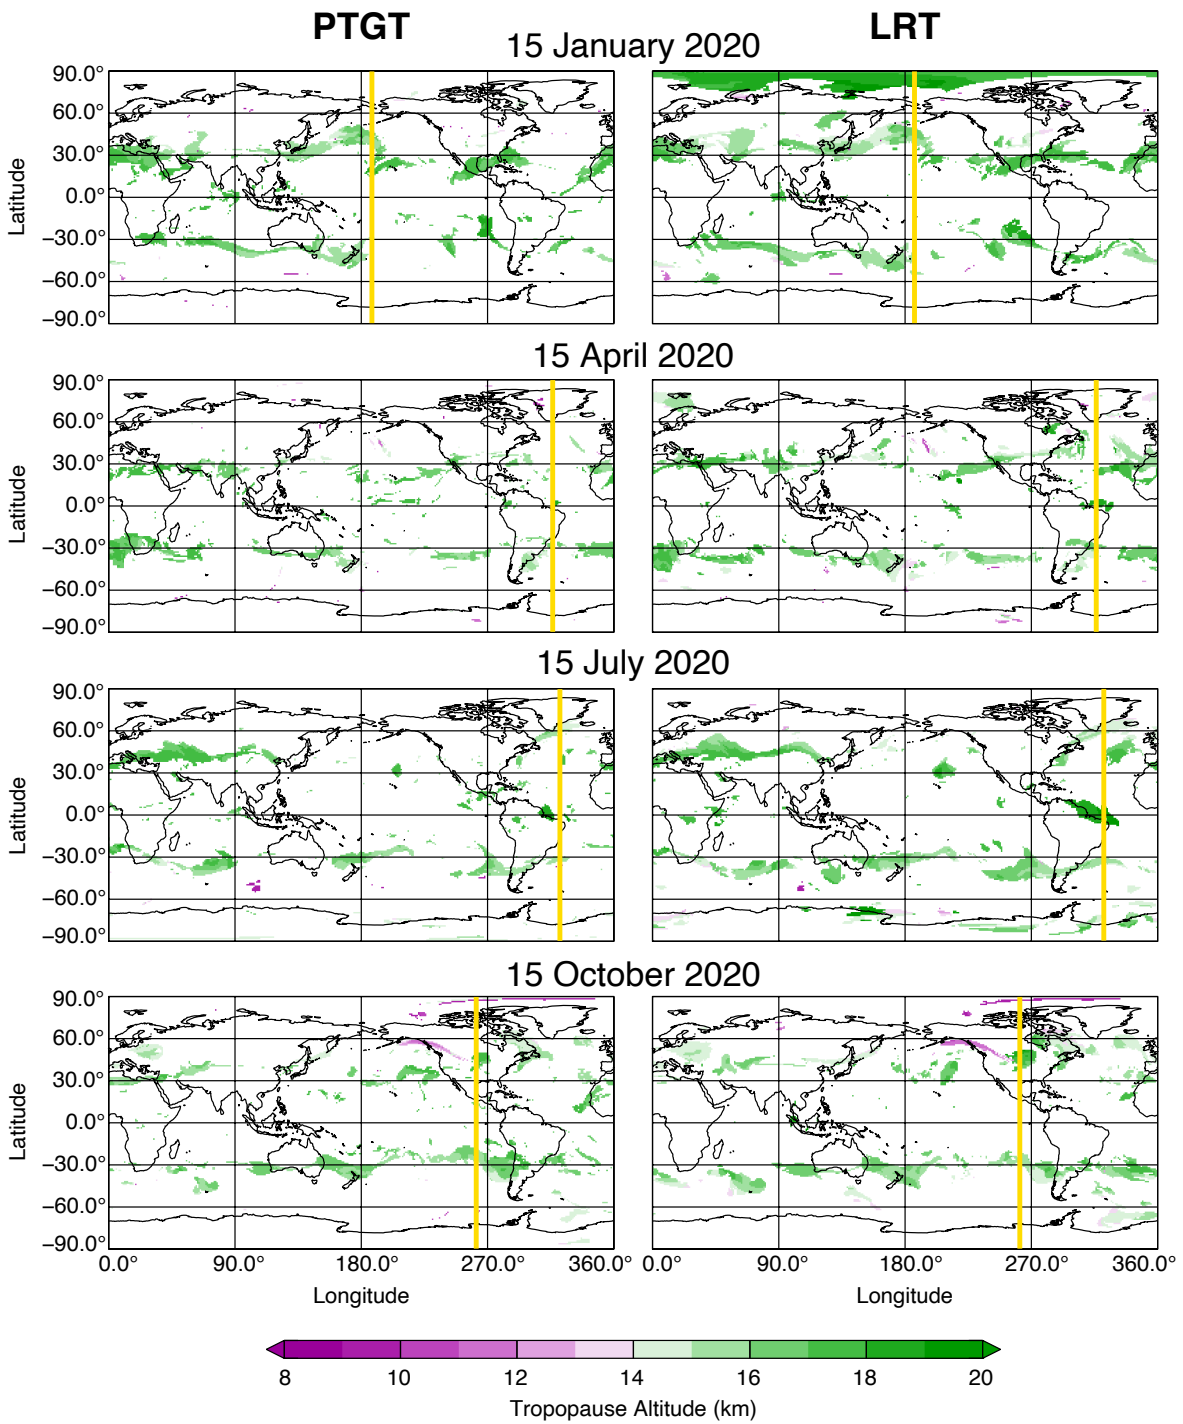 PTGT LRT
15 January 2020
90.0°
60.0°
30.0°
0.0°
−30.0°
−60.0°
−90.0°
Latitude
15 April 2020
90.0°
60.0°
30.0°
0.0°
−30.0°
−60.0°
−90.0°
Latitude
15 July 2020
90.0°
60.0°
30.0°
0.0°
−30.0°
−60.0°
−90.0°
Latitude
15 October 2020
90.0°
60.0°
30.0°
0.0°
−30.0°
−60.0°
−90.0°
Latitude
0.0° 90.0° 180.0° 270.0° 360.0° 0.0° 90.0° 180.0° 270.0° 360.0°
Longitude Longitude
8 10 12 14 16 18 20
Tropopause Altitude (km)